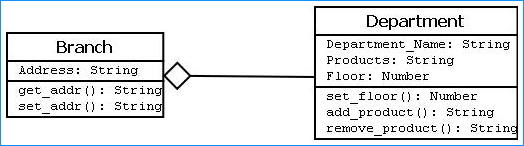 Branch
Address: String
get_addr(): String
set_addr(): String
Department
Department_Name: String
Products: String
Floor: Number
set_floor(): Number
add_product(): String
remove_product(): String